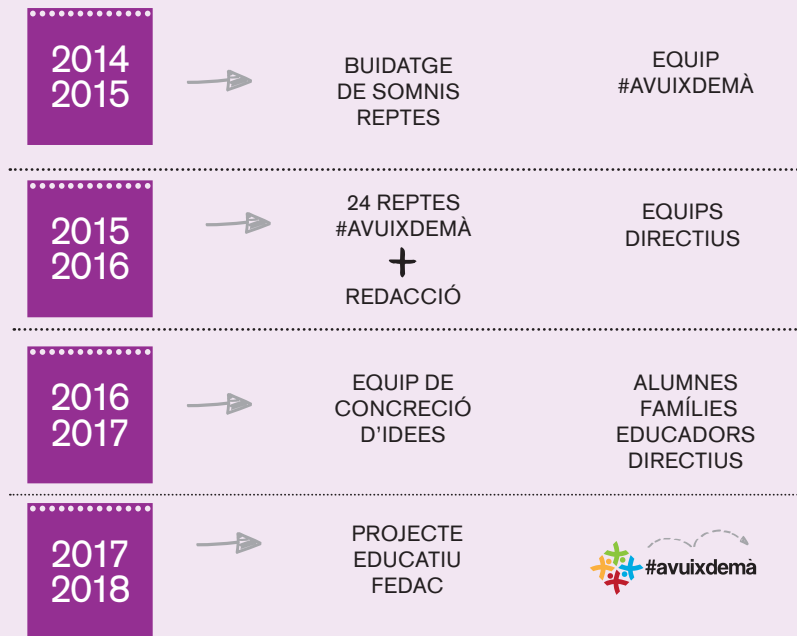 2014
2015
BUIDATGE
DE SOMNIS
REPTES
EQUIP
#AVUIXDEMÀ
2015
2016
24 REPTES
#AVUIXDEMÀ
+
REDACCIÓ
EQUIPS
DIRECTIUS
2016
2017
EQUIP DE
CONCRECIÓ
D'IDEES
ALUMNES
FAMÍLIES
EDUCADORS
DIRECTIUS
2017
2018
PROJECTE
EDUCATIU
FEDAC
#avuixdemà